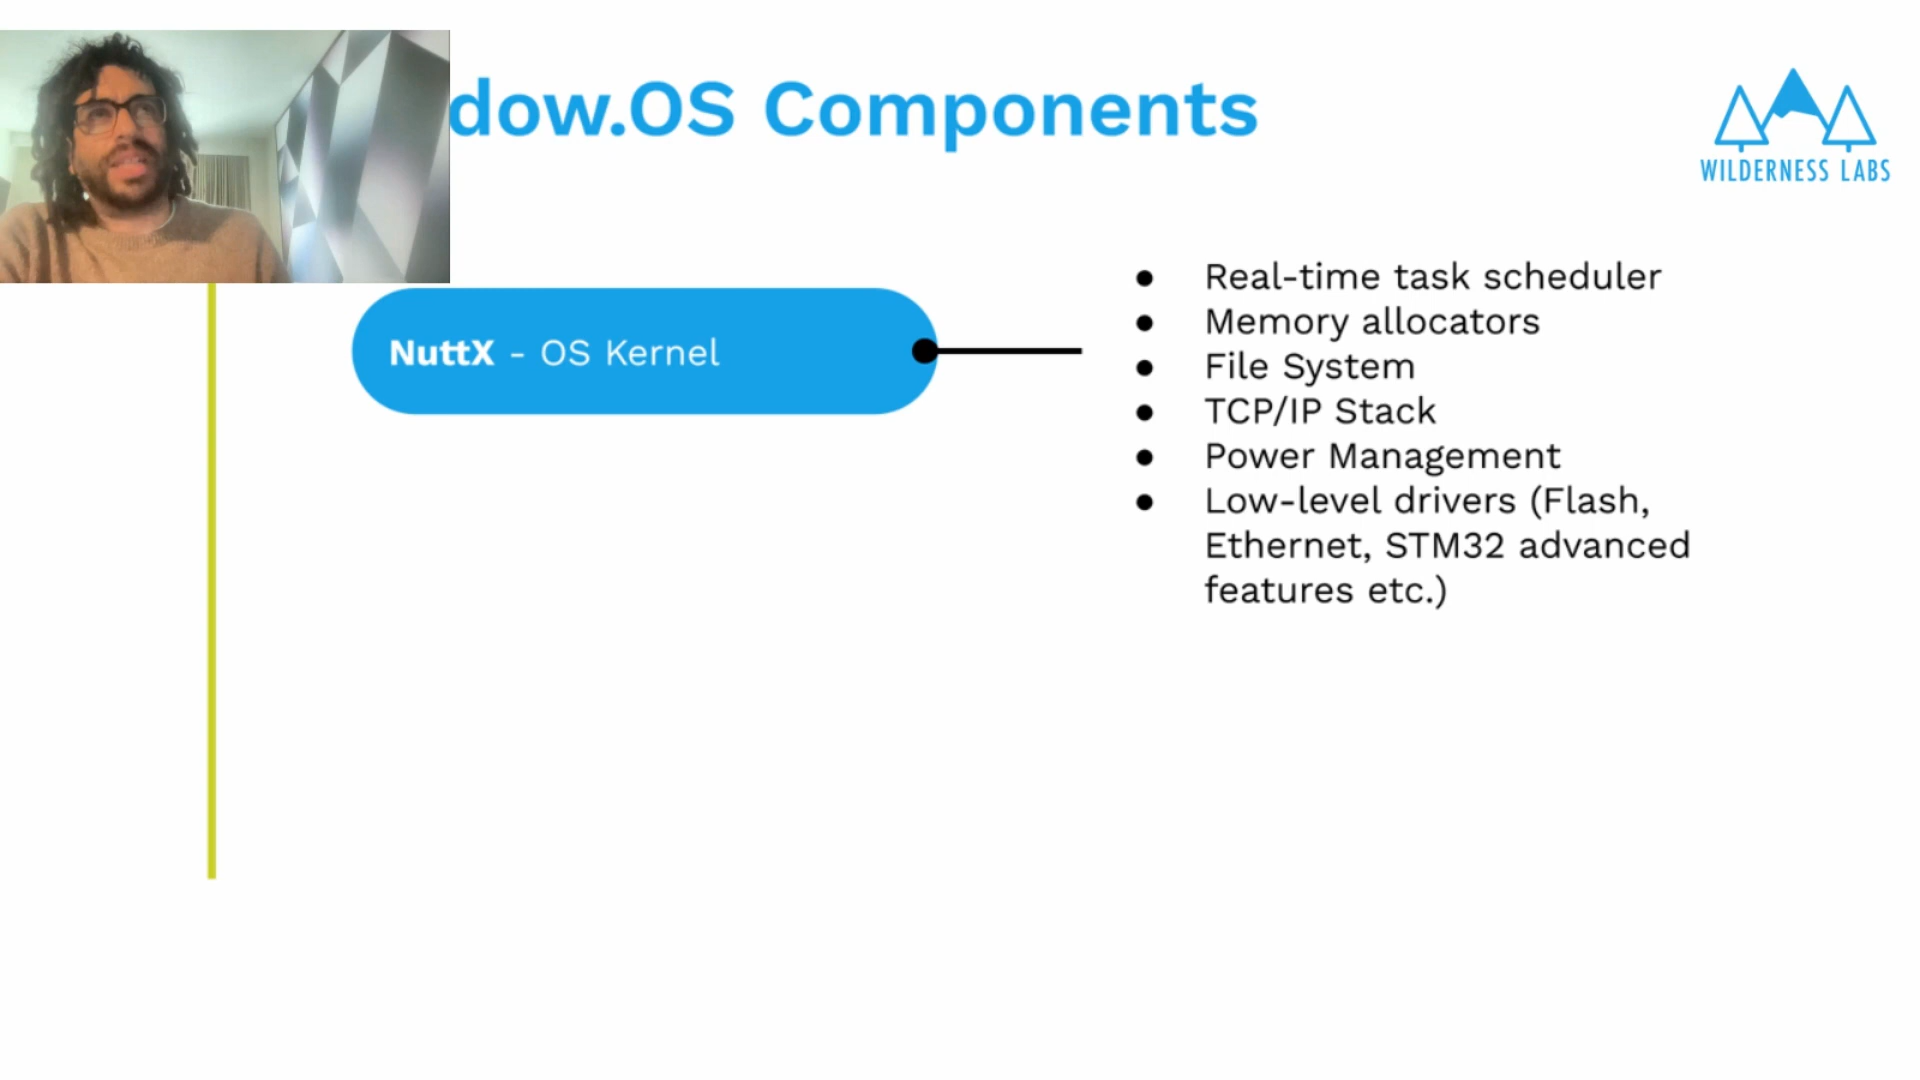 dow.OS Components
WILDERNESS LABS
NuttX - OS Kernel
● Real-time task scheduler
● Memory allocators
● File System
● TCP/IP Stack
● Power Management
● Low-level drivers (Flash,
Ethernet, STM32 advanced
features etc.)